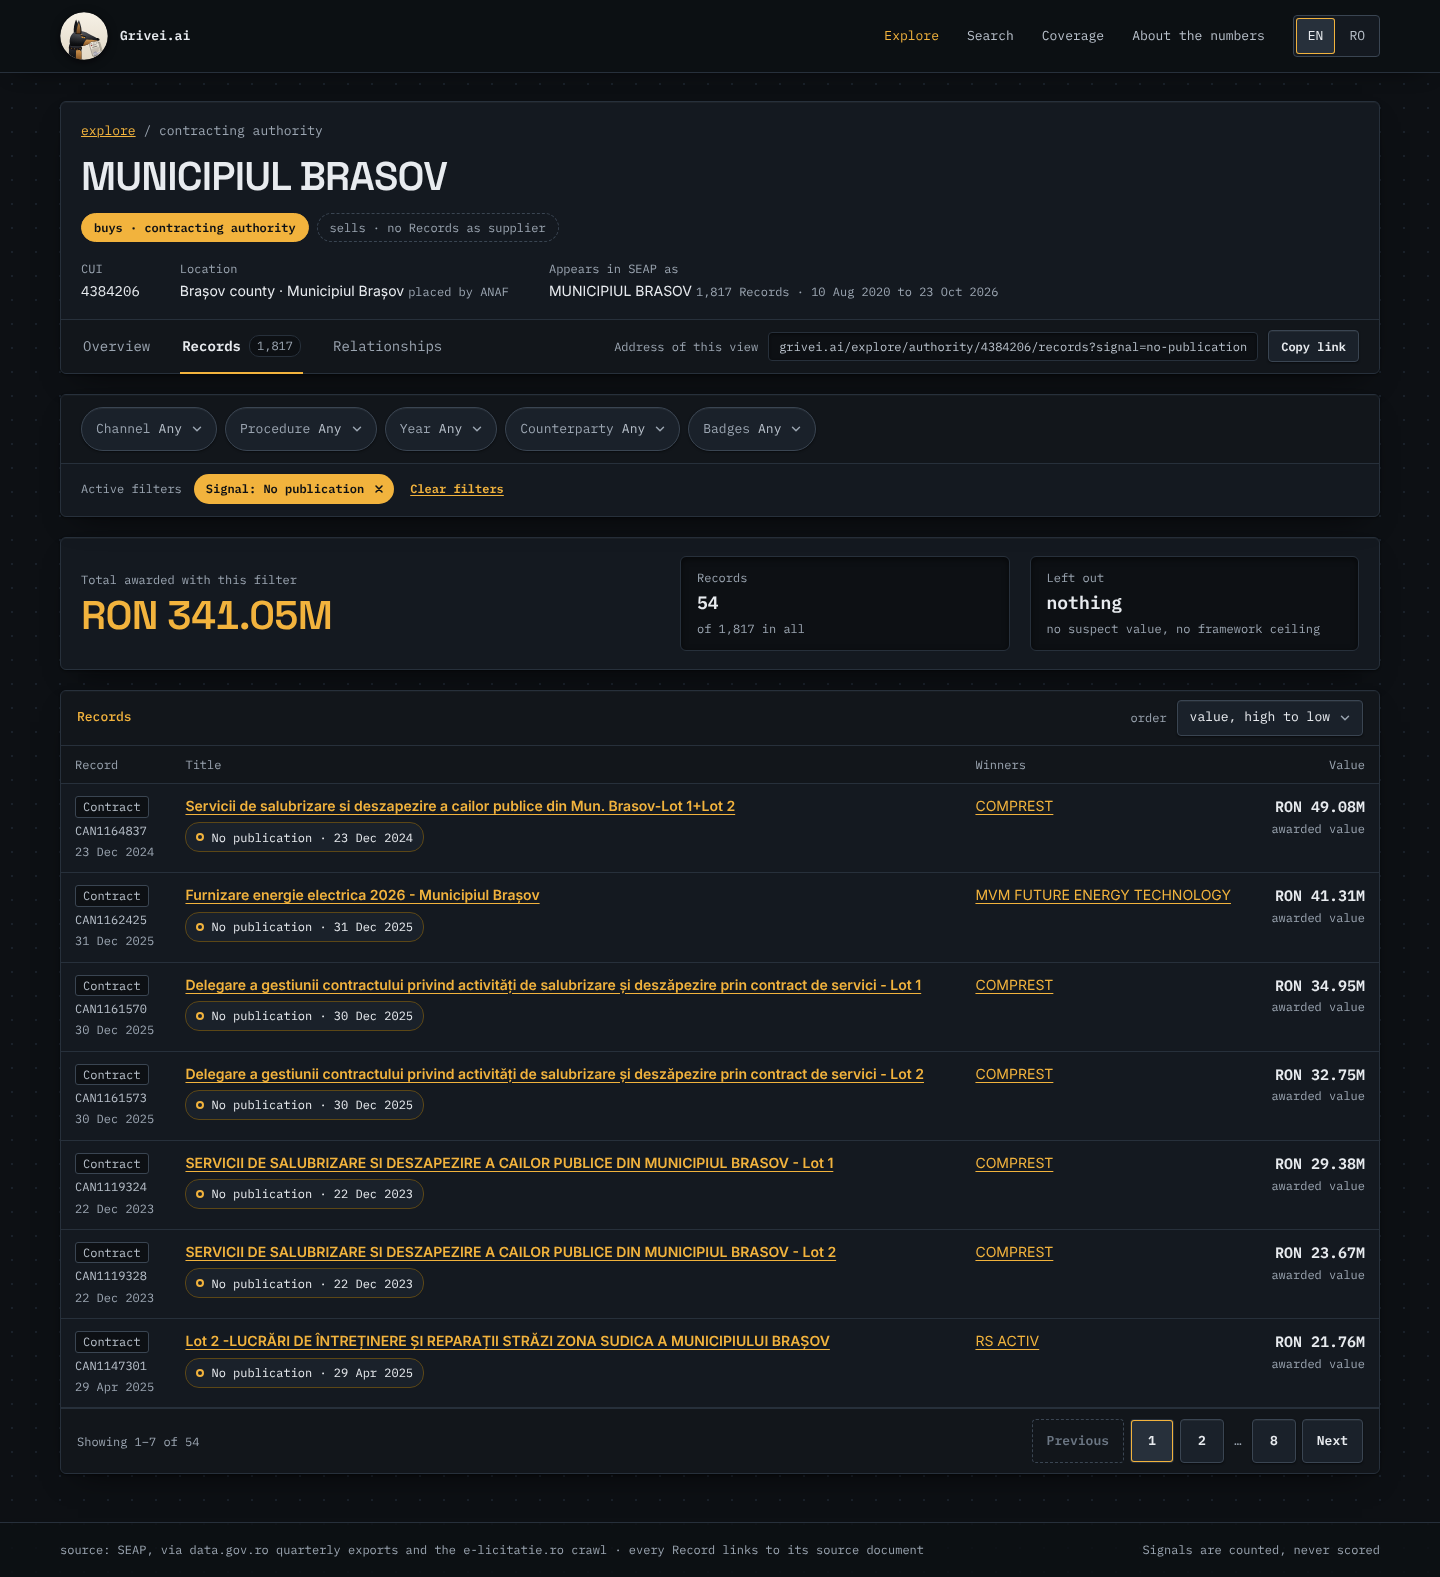 Grivei.ai
Explore Search Coverage About the numbers EN RO
explore / contracting authority
MUNICIPIUL BRASOV
buys · contracting authority sells · no Records as supplier
CUI Location Appears in SEAP as
4384206 Brașov county · Municipiul Brașov placed by ANAF MUNICIPIUL BRASOV 1,817 Records · 10 Aug 2020 to 23 Oct 2026
Overview Records 1,817 Relationships Address of this view grivei.ai/explore/authority/4384206/records?signal=no-publication Copy link
Channel Any Procedure Any Year Any Counterparty Any Badges Any
Active filters Signal: No publication × Clear filters
Total awarded with this filter
RON 341.05M
Records
54
of 1,817 in all
Left out
nothing
no suspect value, no framework ceiling
Records order value, high to low
Record Title Winners Value
Contract Servicii de salubrizare si deszapezire a cailor publice din Mun. Brasov-Lot 1+Lot 2 COMPREST RON 49.08M
CAN1164837 No publication · 23 Dec 2024 awarded value
23 Dec 2024
Contract Furnizare energie electrica 2026 - Municipiul Brașov MVM FUTURE ENERGY TECHNOLOGY RON 41.31M
CAN1162425 No publication · 31 Dec 2025 awarded value
31 Dec 2025
Contract Delegare a gestiunii contractului privind activități de salubrizare și deszăpezire prin contract de servici - Lot 1 COMPREST RON 34.95M
CAN1161570 No publication · 30 Dec 2025 awarded value
30 Dec 2025
Contract Delegare a gestiunii contractului privind activități de salubrizare și deszăpezire prin contract de servici - Lot 2 COMPREST RON 32.75M
CAN1161573 No publication · 30 Dec 2025 awarded value
30 Dec 2025
Contract SERVICII DE SALUBRIZARE SI DESZAPEZIRE A CAILOR PUBLICE DIN MUNICIPIUL BRASOV - Lot 1 COMPREST RON 29.38M
CAN1119324 No publication · 22 Dec 2023 awarded value
22 Dec 2023
Contract SERVICII DE SALUBRIZARE SI DESZAPEZIRE A CAILOR PUBLICE DIN MUNICIPIUL BRASOV - Lot 2 COMPREST RON 23.67M
CAN1119328 No publication · 22 Dec 2023 awarded value
22 Dec 2023
Contract Lot 2 -LUCRĂRI DE ÎNTREȚINERE ȘI REPARAȚII STRĂZI ZONA SUDICA A MUNICIPIULUI BRAȘOV RS ACTIV RON 21.76M
CAN1147301 No publication · 29 Apr 2025 awarded value
29 Apr 2025
Showing 1–7 of 54 Previous 1 2 … 8 Next
source: SEAP, via data.gov.ro quarterly exports and the e-licitatie.ro crawl · every Record links to its source document Signals are counted, never scored